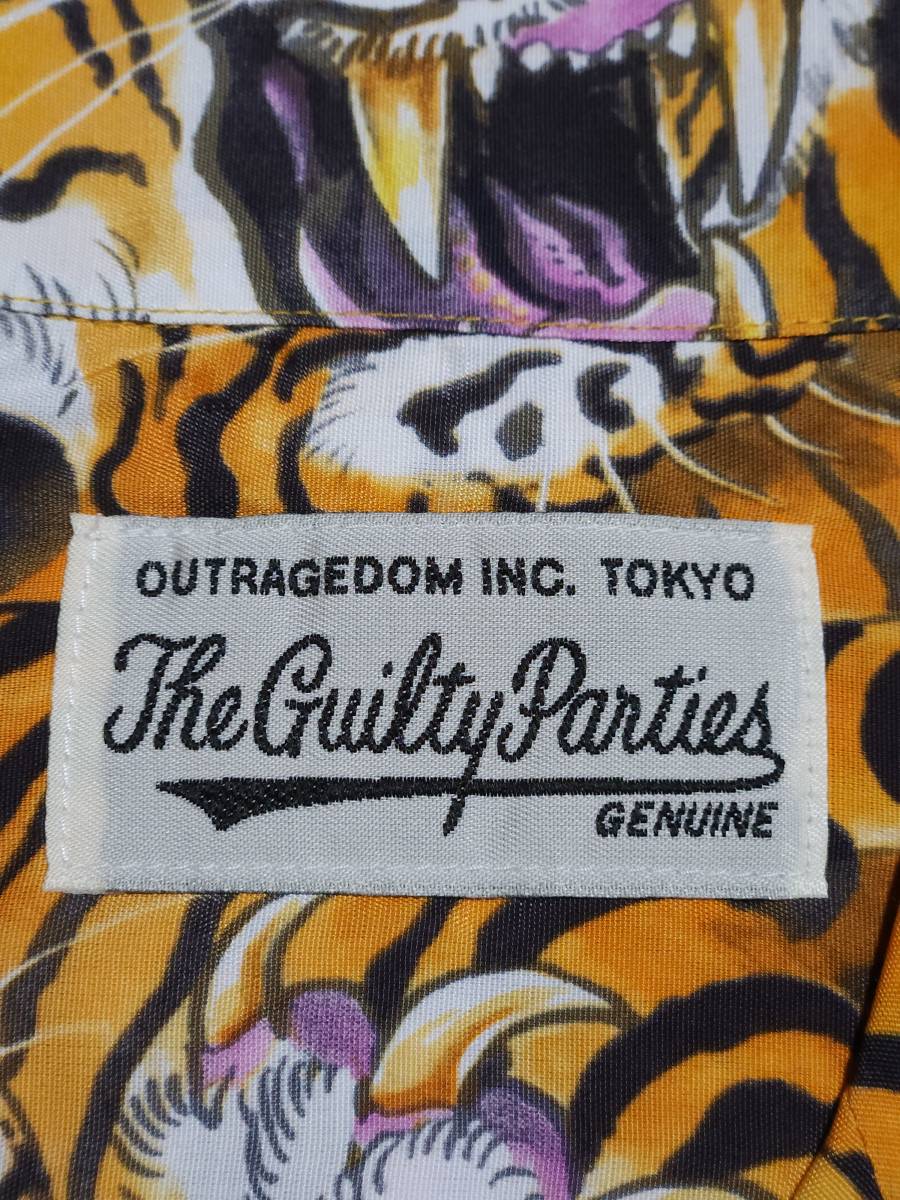 OUTRAGEDOM INC. TOKYO
The Guilty Parties
GENUINE